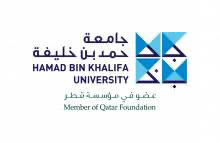 جامعة
حمد بن خليفة
HAMAD BIN KHALIFA
UNIVERSITY
عضو في مؤسسة قطر
Member of Qatar Foundation